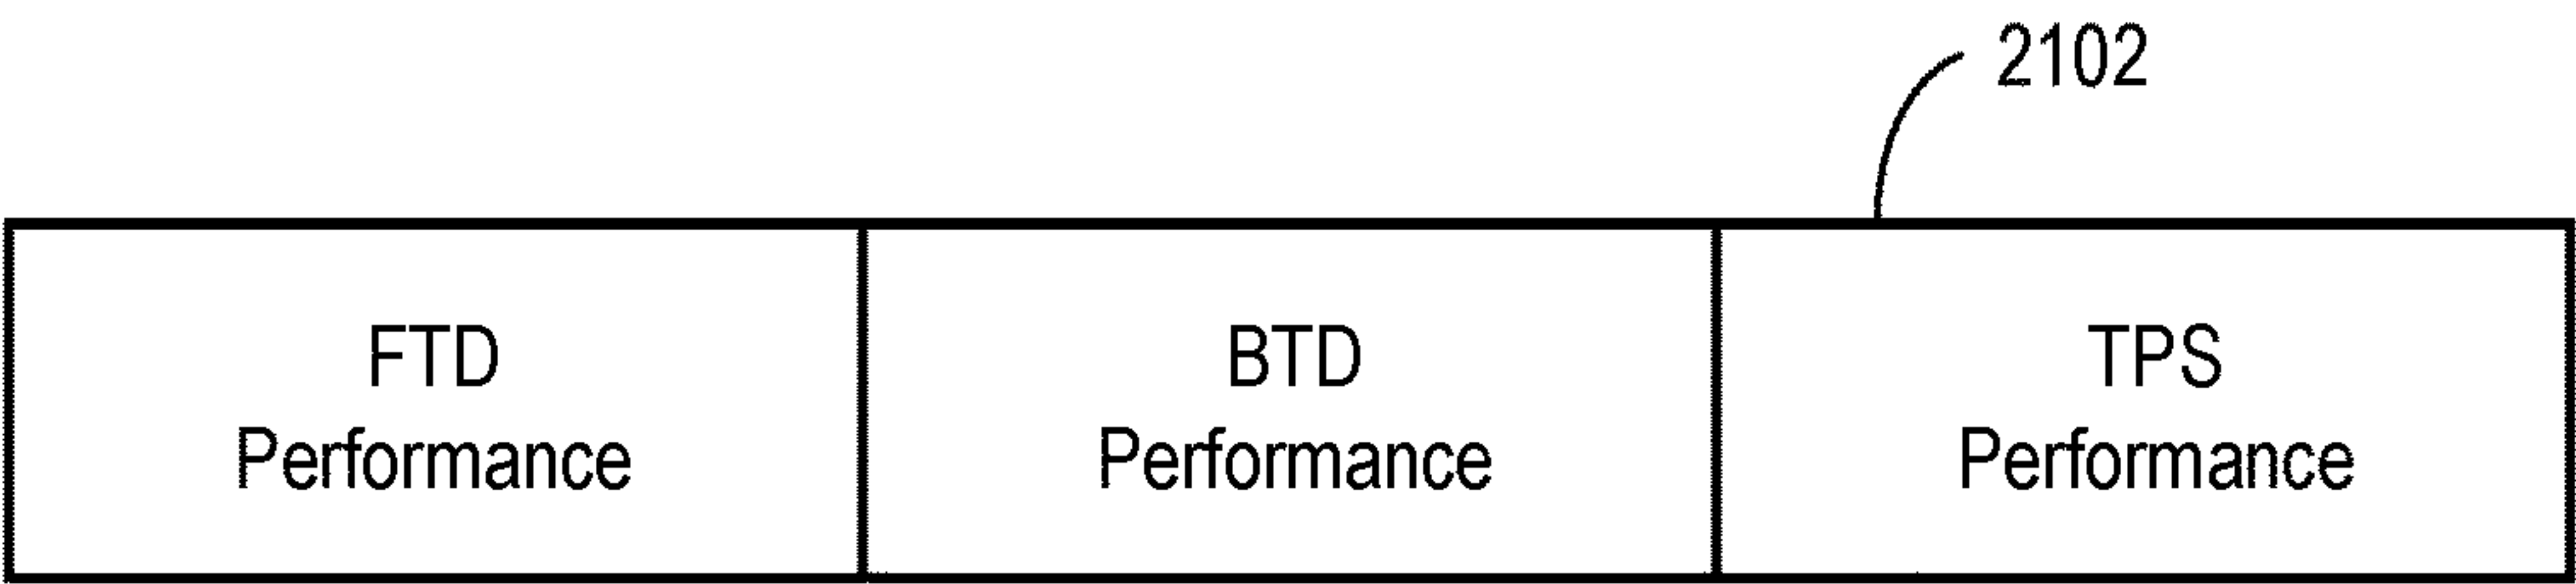 2102
FTD
Performance
BTD
Performance
TPS
Performance